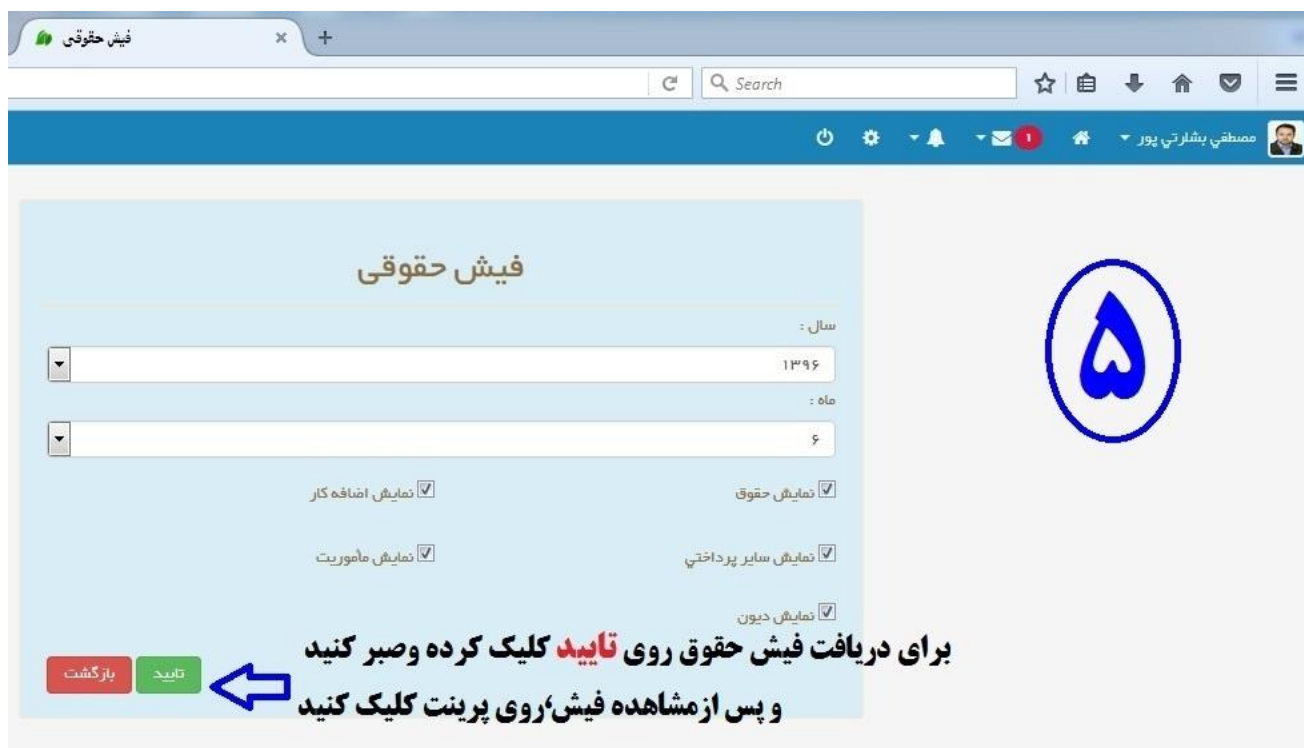 فیش حقوقی
Search
مصطفي بشارتي پور
۱
فیش حقوقی
۵
سال :
۱۳۹۶
ماه :
۶
نمایش حقوق
نمایش اضافه کار
نمایش سایر پرداختي
نمایش مأموریت
نمایش دیون
برای دریافت فیش حقوق روی تایید کلیک کرده وصبر کنید
تایید
بازگشت
و پس ازمشاهده فیش،روی پرینت کلیک کنید